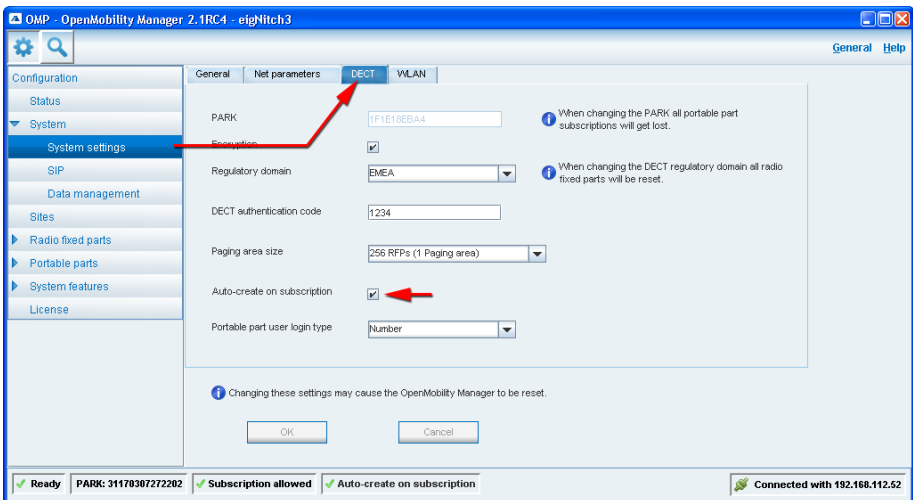 OMP - OpenMobility Manager 2.1RC4 - eigNitch3
General Help
Configuration
Status
System
System settings
SIP
Data management
Sites
Radio fixed parts
Portable parts
System features
License
General Net parameters DECT WLAN
PARK 1F1E18EBA4
When changing the PARK all portable part
subscriptions will get lost.
Encryption
Regulatory domain EMEA
When changing the DECT regulatory domain all radio
fixed parts will be reset.
DECT authentication code 1234
Paging area size 256 RFPs (1 Paging area)
Auto-create on subscription
Portable part user login type Number
Changing these settings may cause the OpenMobility Manager to be reset.
OK Cancel
Ready PARK: 31170307272202 Subscription allowed Auto-create on subscription Connected with 192.168.112.52